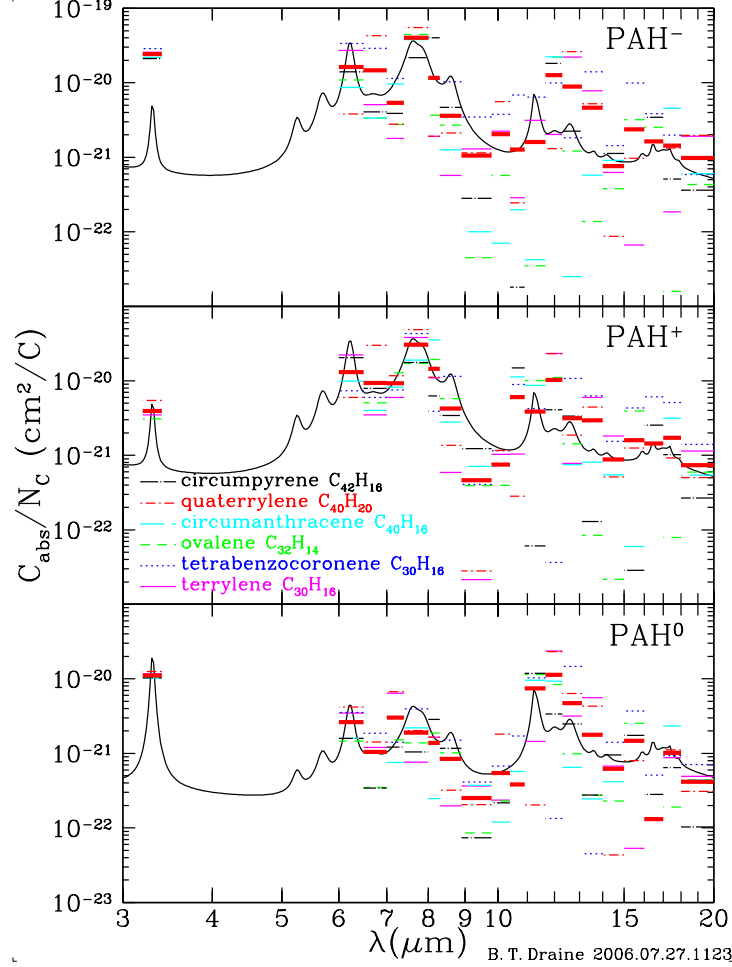 10⁻¹⁹
PAH⁻
10⁻²⁰
10⁻²¹
10⁻²²
PAH⁺
10⁻²⁰
10⁻²¹
circumpyrene C₄₂H₁₆
quaterrylene C₄₀H₂₀
circumanthracene C₄₀H₁₆
10⁻²²
ovalene C₃₂H₁₄
tetrabenzocoronene C₃₀H₁₆
terrylene C₃₀H₁₆
C_abs/N_C (cm²/C)
PAH⁰
10⁻²⁰
10⁻²¹
10⁻²²
10⁻²³
3 4 5 6 7 8 9 10 15 20
λ(μm)
B. T. Draine 2006.07.27.1123